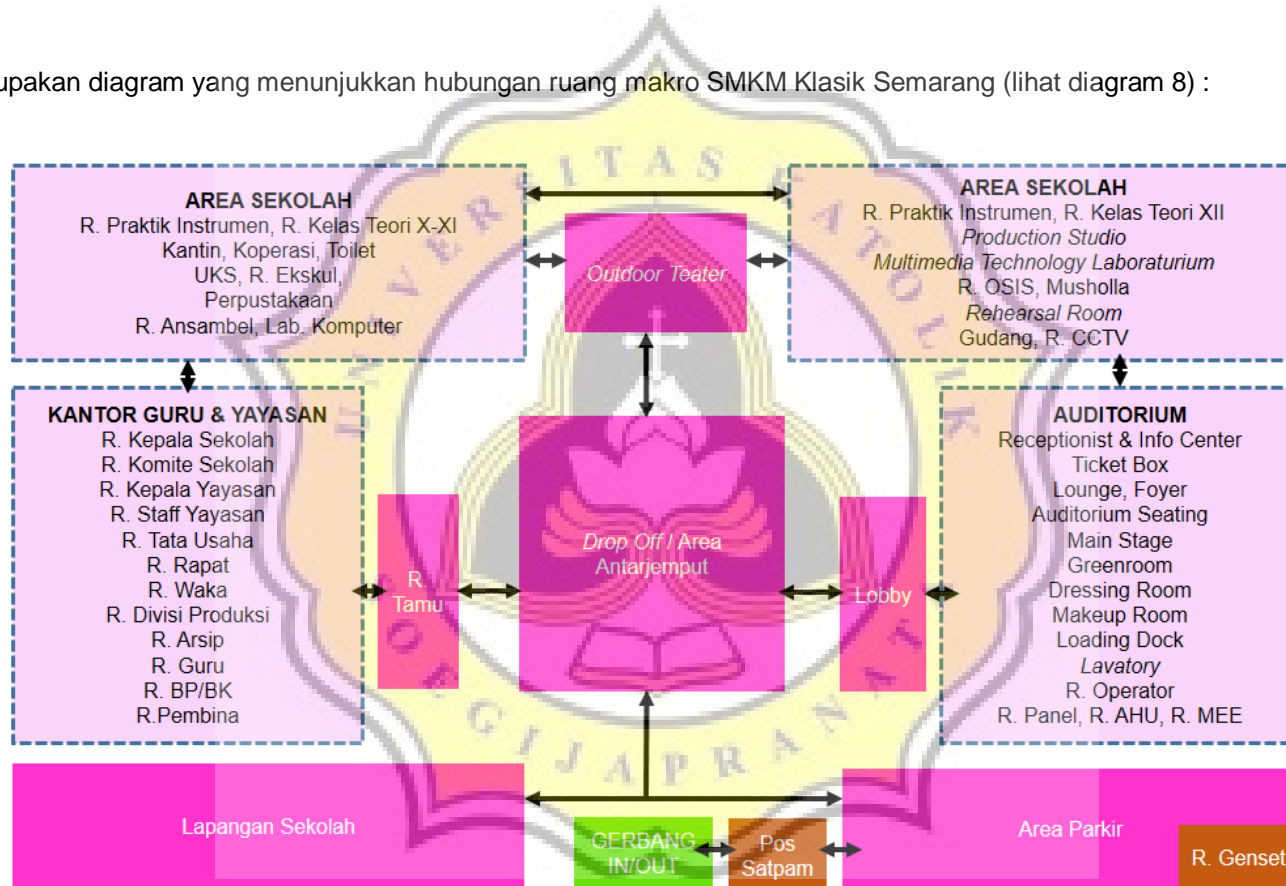 upakan diagram yang menunjukkan hubungan ruang makro SMKM Klasik Semarang (lihat diagram 8) :
AREA SEKOLAH
R. Praktik Instrumen, R. Kelas Teori X-XI
Kantin, Koperasi, Toilet
UKS, R. Ekskul,
Perpustakaan
R. Ansambel, Lab. Komputer
Outdoor Teater
AREA SEKOLAH
R. Praktik Instrumen, R. Kelas Teori XII
Production Studio
Multimedia Technology Laboraturium
R. OSIS, Musholla
Rehearsal Room
Gudang, R. CCTV
KANTOR GURU & YAYASAN
R. Kepala Sekolah
R. Komite Sekolah
R. Kepala Yayasan
R. Staff Yayasan
R. Tata Usaha
R. Rapat
R. Waka
R. Divisi Produksi
R. Arsip
R. Guru
R. BP/BK
R.Pembina
R.
Tamu
Drop Off / Area
Antarjemput
Lobby
AUDITORIUM
Receptionist & Info Center
Ticket Box
Lounge, Foyer
Auditorium Seating
Main Stage
Greenroom
Dressing Room
Makeup Room
Loading Dock
Lavatory
R. Operator
R. Panel, R. AHU, R. MEE
Lapangan Sekolah
GERBANG
IN/OUT
Pos
Satpam
Area Parkir
R. Genset
UNIVERSITAS KATOLIK
SOEGIJAPRANATA